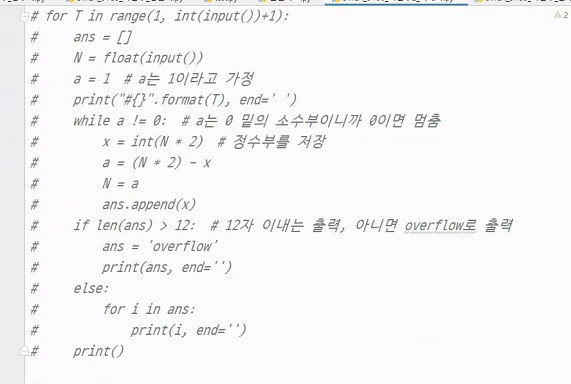 # for T in range(1, int(input())+1):
#     ans = []
#     N = float(input())
#     a = 1  # a는 1이라고 가정
#     print("#{}".format(T), end=' ')
#     while a != 0:  # a는 0 밑의 소수부이니까 0이면 멈춤
#         x = int(N * 2)  # 정수부를 저장
#         a = (N * 2) - x
#         N = a
#         ans.append(x)
#     if len(ans) > 12:  # 12자 이내는 출력, 아니면 overflow로 출력
#         ans = 'overflow'
#         print(ans, end='')
#     else:
#         for i in ans:
#             print(i, end='')
#     print()
2